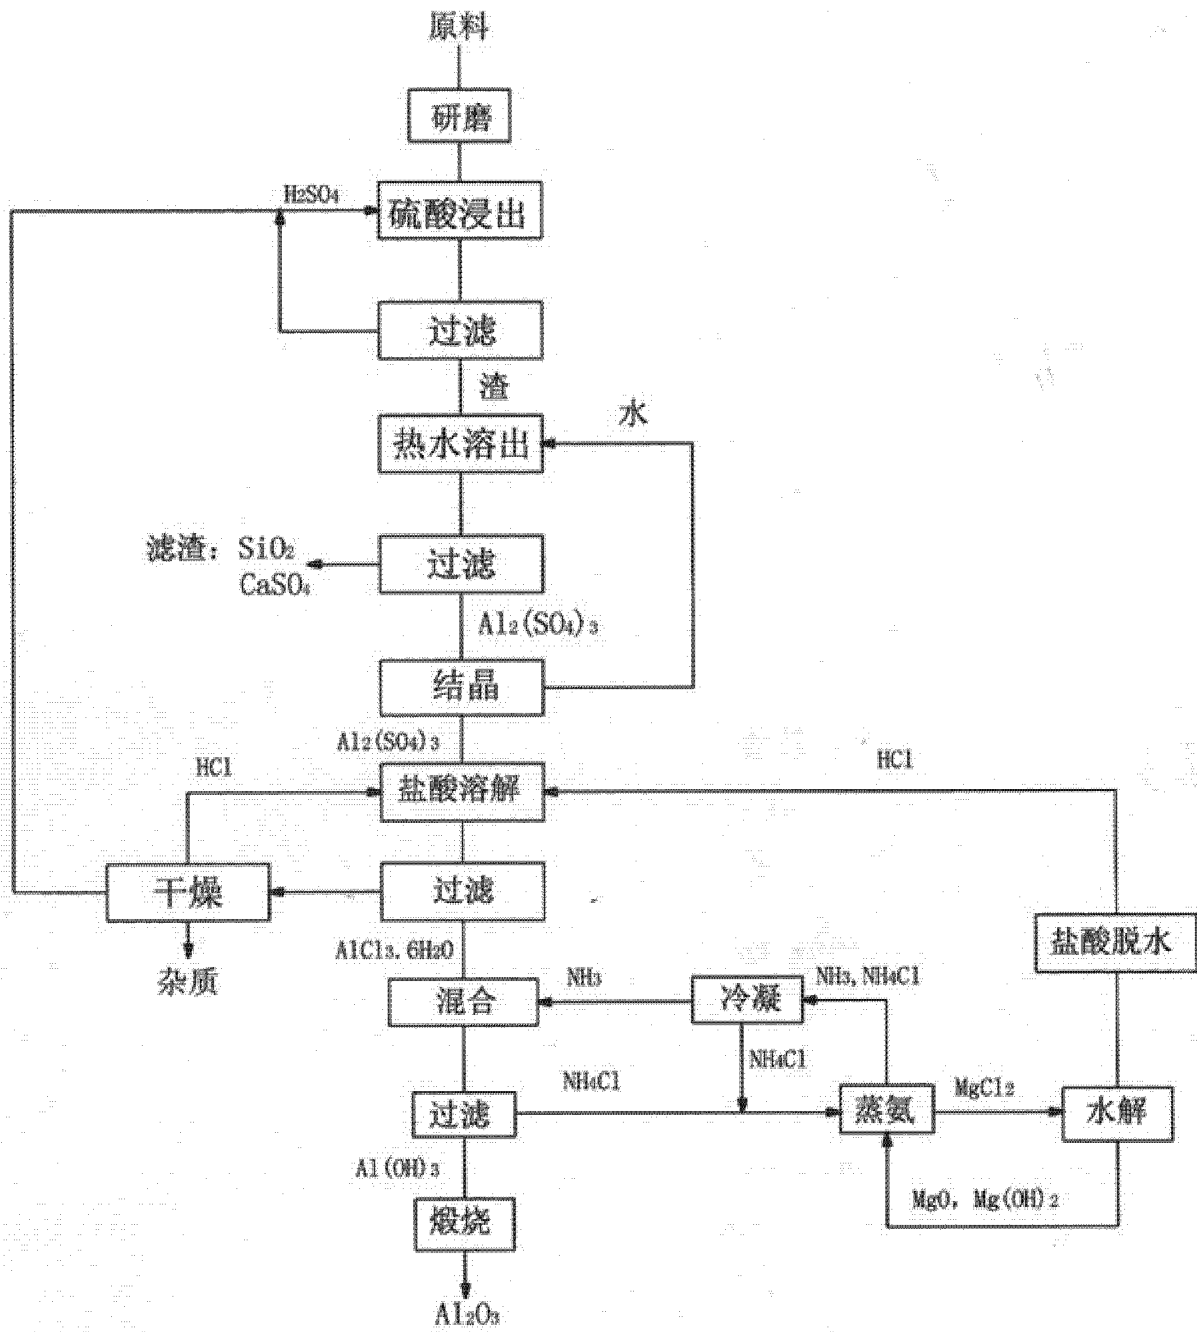 原料
研磨
H₂SO₄
硫酸浸出
过滤
渣
水
热水溶出
滤渣：SiO₂
CaSO₄
过滤
Al₂(SO₄)₃
结晶
Al₂(SO₄)₃
HCl
HCl
盐酸溶解
干燥
过滤
盐酸脱水
AlCl₃.6H₂O
杂质
NH₃
冷凝
NH₃,NH₄Cl
混合
NH₄Cl
NH₄Cl
MgCl₂
过滤
蒸氨
水解
Al(OH)₃
MgO，Mg(OH)₂
煅烧
Al₂O₃